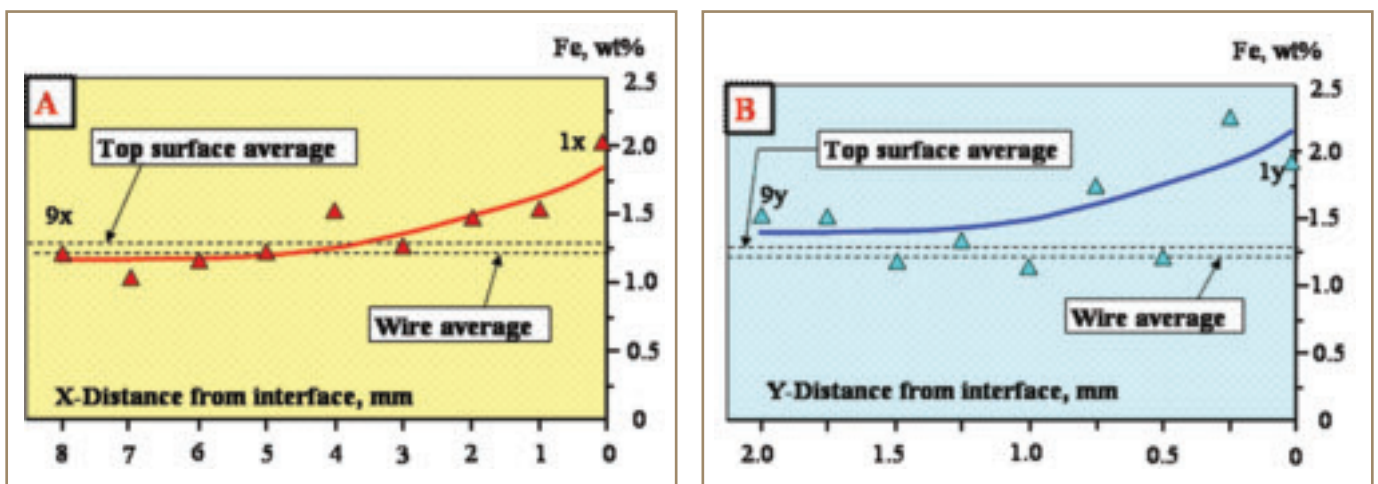 Fe, wt%
A
2.5
Top surface average
1x
2.0
9x
1.5
1.0
Wire average
0.5
X-Distance from interface, mm
0
8 7 6 5 4 3 2 1 0
Fe, wt%
B
2.5
Top surface average
2.0
1y
9y
1.5
1.0
Wire average
0.5
Y-Distance from interface, mm
0
2.0 1.5 1.0 0.5 0